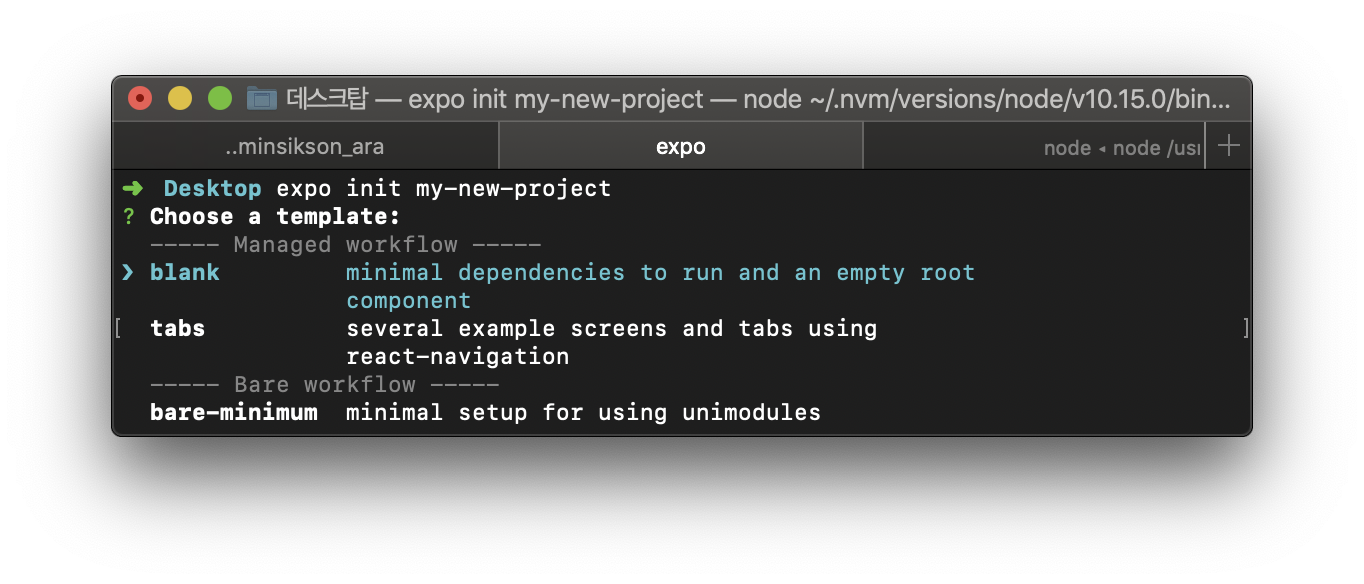 데스크탑 — expo init my-new-project — node ~/.nvm/versions/node/v10.15.0/bin...
..minsikson_ara
expo
node ◂ node /usr
➜ Desktop expo init my-new-project
? Choose a template:
----- Managed workflow -----
❯ blank minimal dependencies to run and an empty root
component
[ tabs several example screens and tabs using ]
react-navigation
----- Bare workflow -----
bare-minimum minimal setup for using unimodules